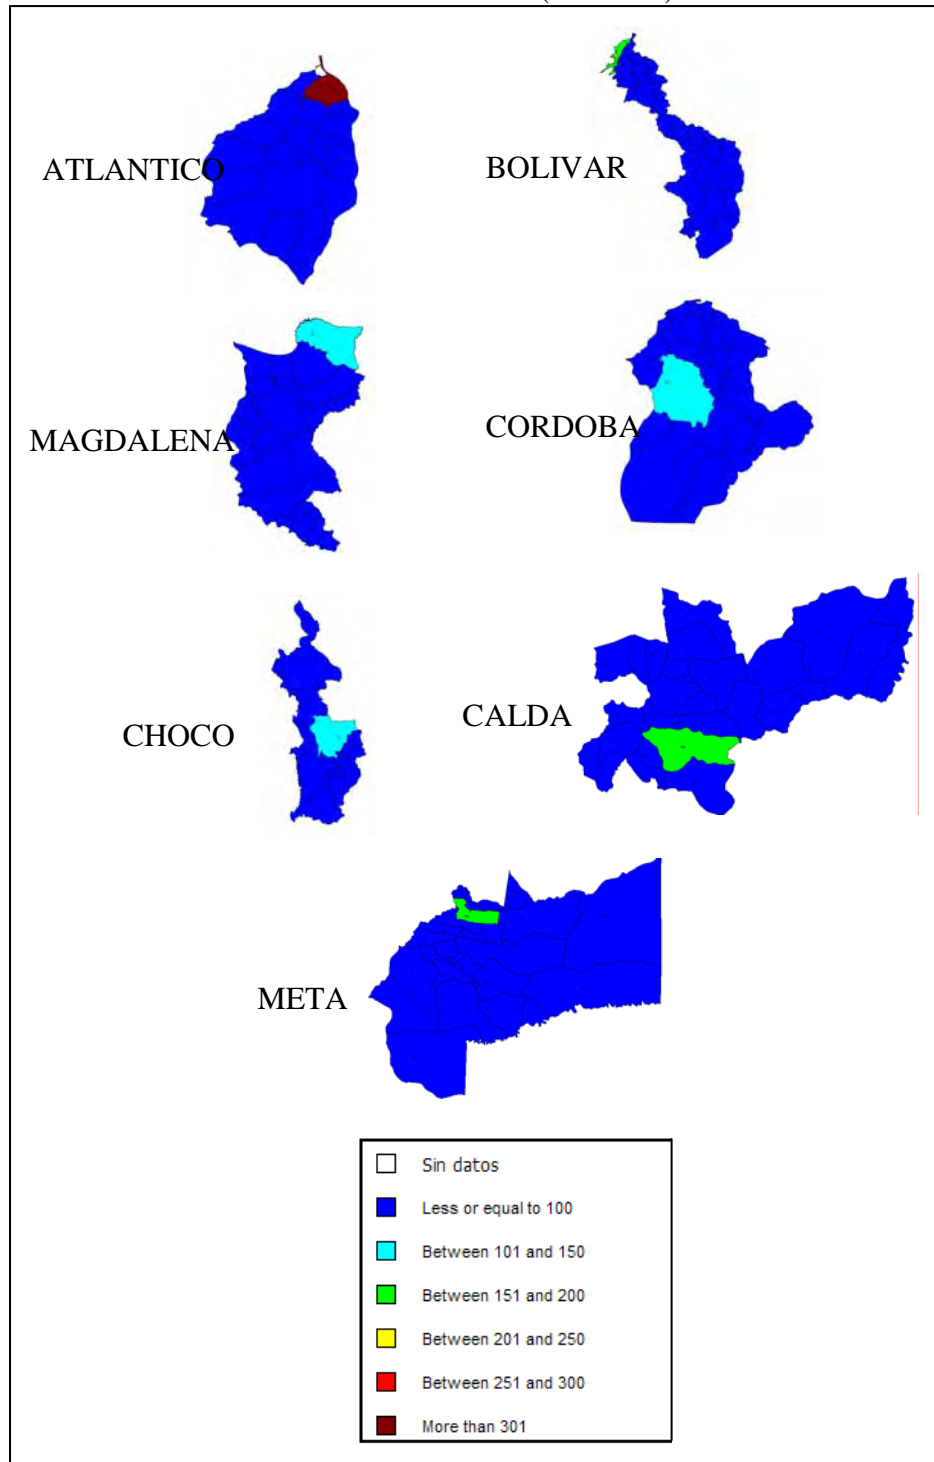 ATLANTICO
BOLIVAR
MAGDALENA
CORDOBA
CHOCO
CALDA
META
Sin datos
Less or equal to 100
Between 101 and 150
Between 151 and 200
Between 201 and 250
Between 251 and 300
More than 301